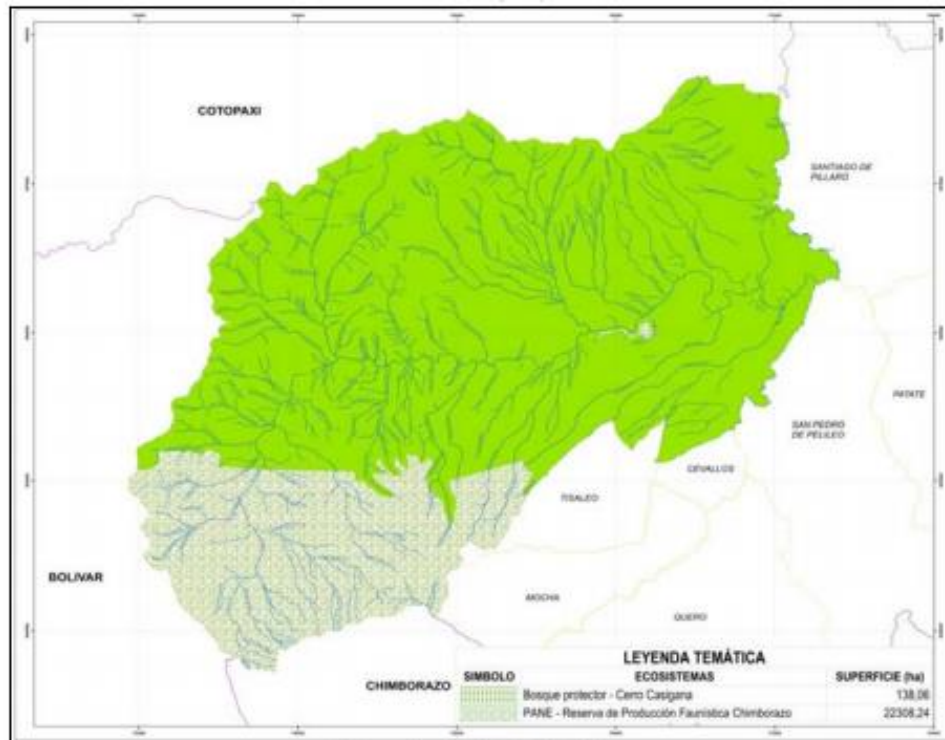 COTOPAXI
SANTIAGO DE
PILLARO
PATATE
SAN PEDRO
DE PELILEO
CEVALLOS
TISALEO
BOLIVAR
MOCHA
QUERO
CHIMBORAZO
LEYENDA TEMÁTICA
SIMBOLO ECOSISTEMAS SUPERFICIE (ha)
Bosque protector - Cerro Casigana 138,06
PANE - Reserva de Producción Faunística Chimborazo 22308,24